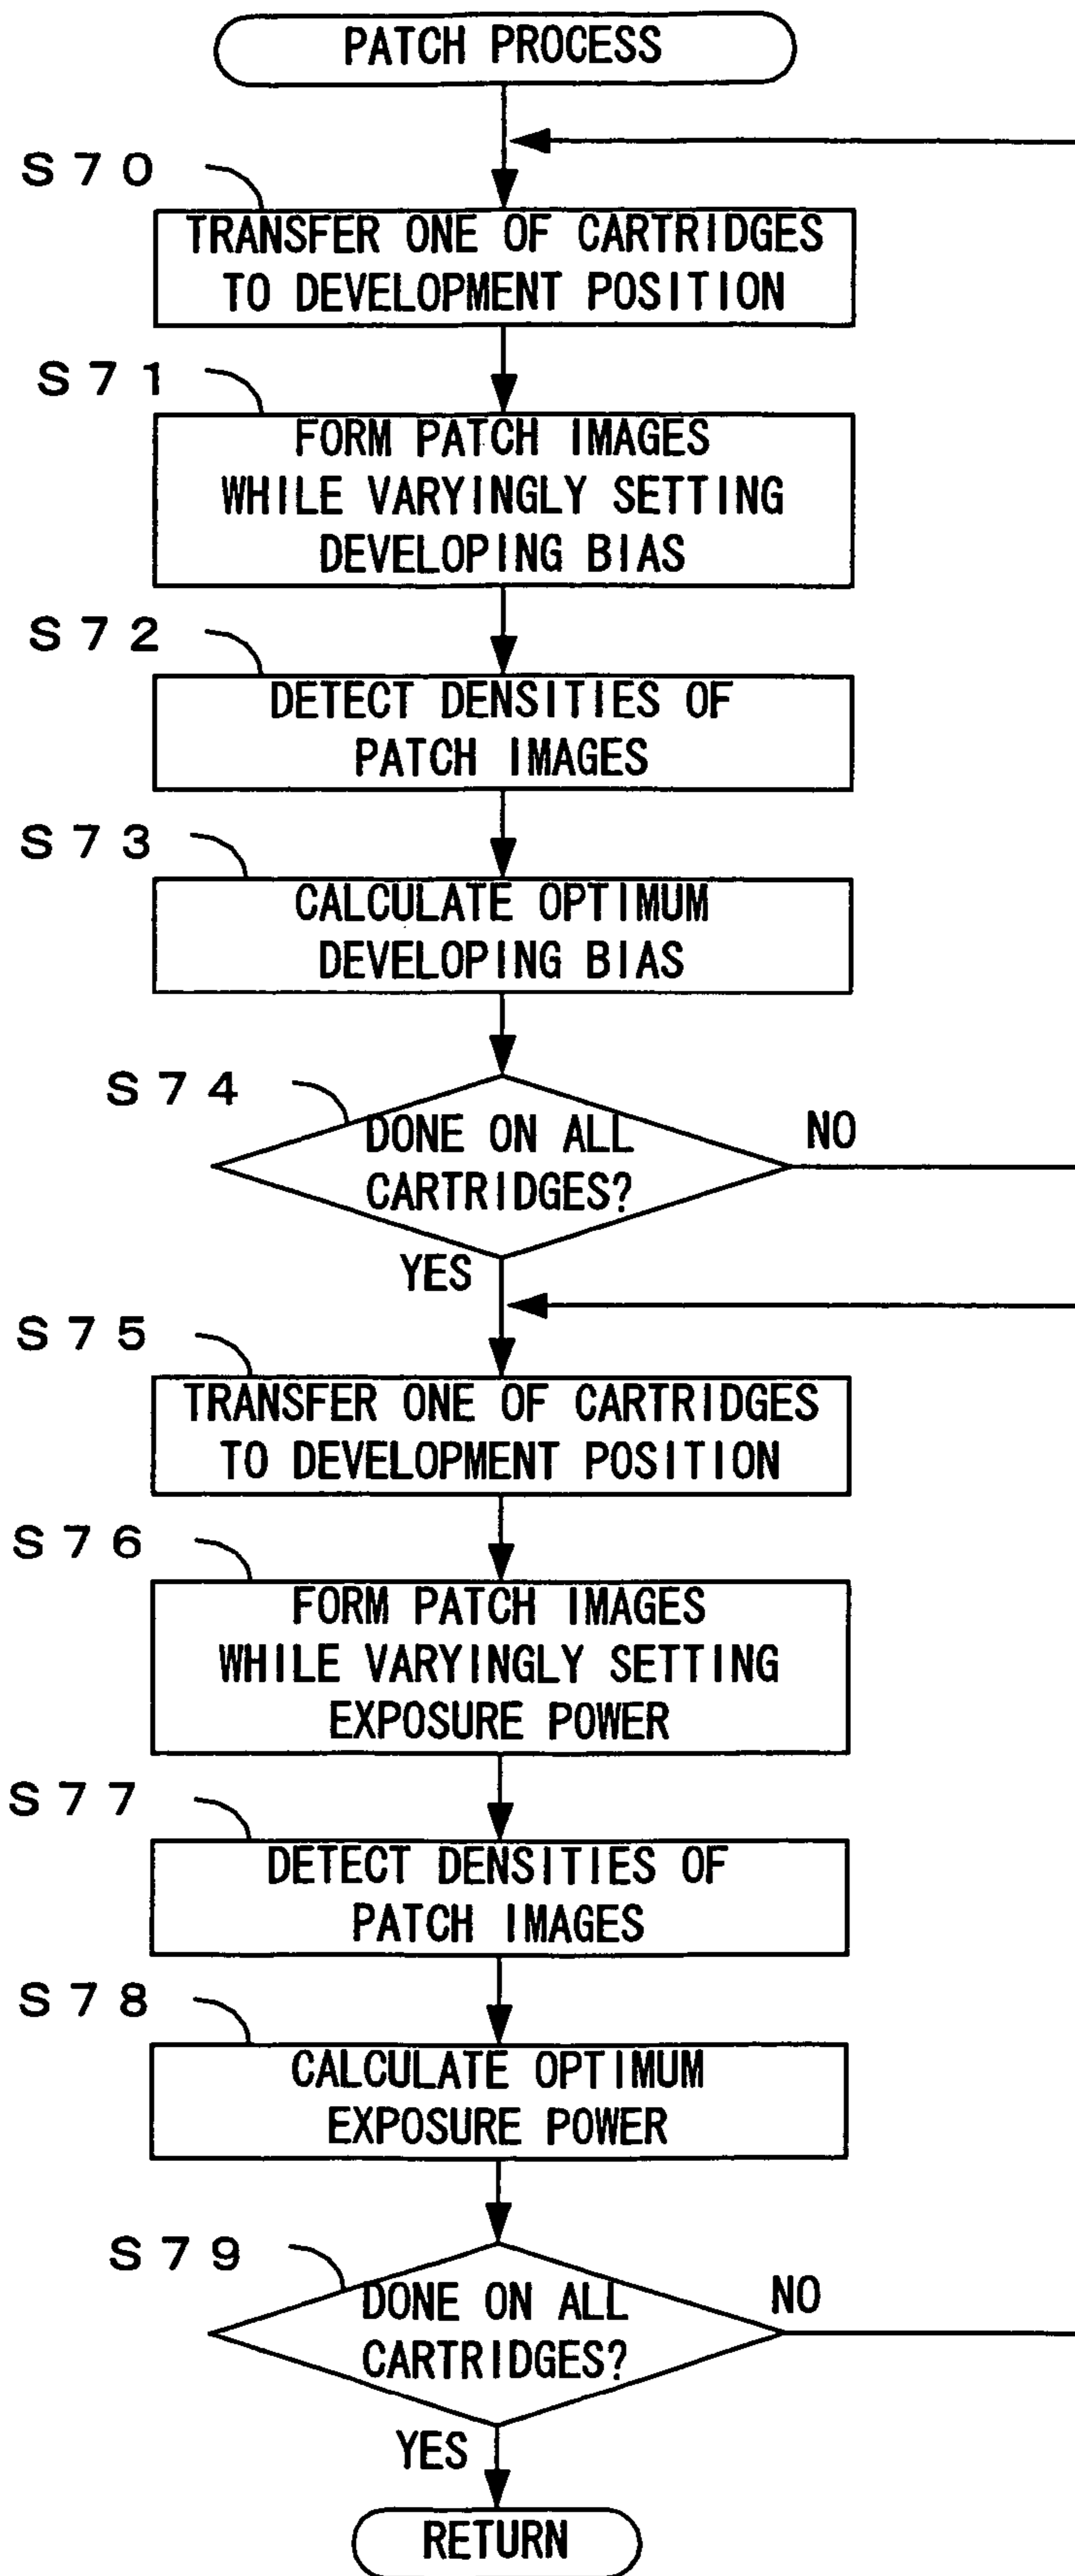 PATCH PROCESS
S70
TRANSFER ONE OF CARTRIDGES
TO DEVELOPMENT POSITION
S71
FORM PATCH IMAGES
WHILE VARYINGLY SETTING
DEVELOPING BIAS
S72
DETECT DENSITIES OF
PATCH IMAGES
S73
CALCULATE OPTIMUM
DEVELOPING BIAS
S74
DONE ON ALL
CARTRIDGES?
NO
YES
S75
TRANSFER ONE OF CARTRIDGES
TO DEVELOPMENT POSITION
S76
FORM PATCH IMAGES
WHILE VARYINGLY SETTING
EXPOSURE POWER
S77
DETECT DENSITIES OF
PATCH IMAGES
S78
CALCULATE OPTIMUM
EXPOSURE POWER
S79
DONE ON ALL
CARTRIDGES?
NO
YES
RETURN